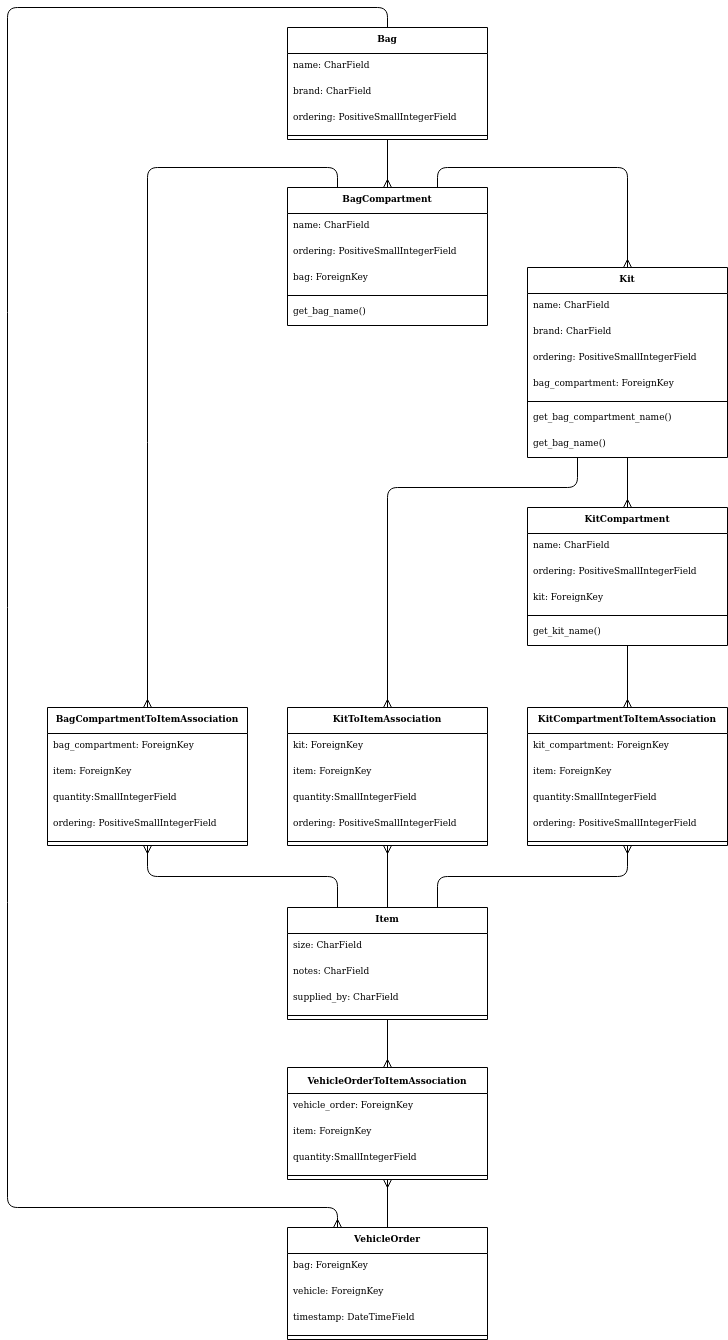 Bag
name: CharField
brand: CharField
ordering: PositiveSmallIntegerField
BagCompartment
name: CharField
ordering: PositiveSmallIntegerField
bag: ForeignKey
get_bag_name()
Kit
name: CharField
brand: CharField
ordering: PositiveSmallIntegerField
bag_compartment: ForeignKey
get_bag_compartment_name()
get_bag_name()
KitCompartment
name: CharField
ordering: PositiveSmallIntegerField
kit: ForeignKey
get_kit_name()
BagCompartmentToItemAssociation
bag_compartment: ForeignKey
item: ForeignKey
quantity:SmallIntegerField
ordering: PositiveSmallIntegerField
KitToItemAssociation
kit: ForeignKey
item: ForeignKey
quantity:SmallIntegerField
ordering: PositiveSmallIntegerField
KitCompartmentToItemAssociation
kit_compartment: ForeignKey
item: ForeignKey
quantity:SmallIntegerField
ordering: PositiveSmallIntegerField
Item
size: CharField
notes: CharField
supplied_by: CharField
VehicleOrderToItemAssociation
vehicle_order: ForeignKey
item: ForeignKey
quantity:SmallIntegerField
VehicleOrder
bag: ForeignKey
vehicle: ForeignKey
timestamp: DateTimeField